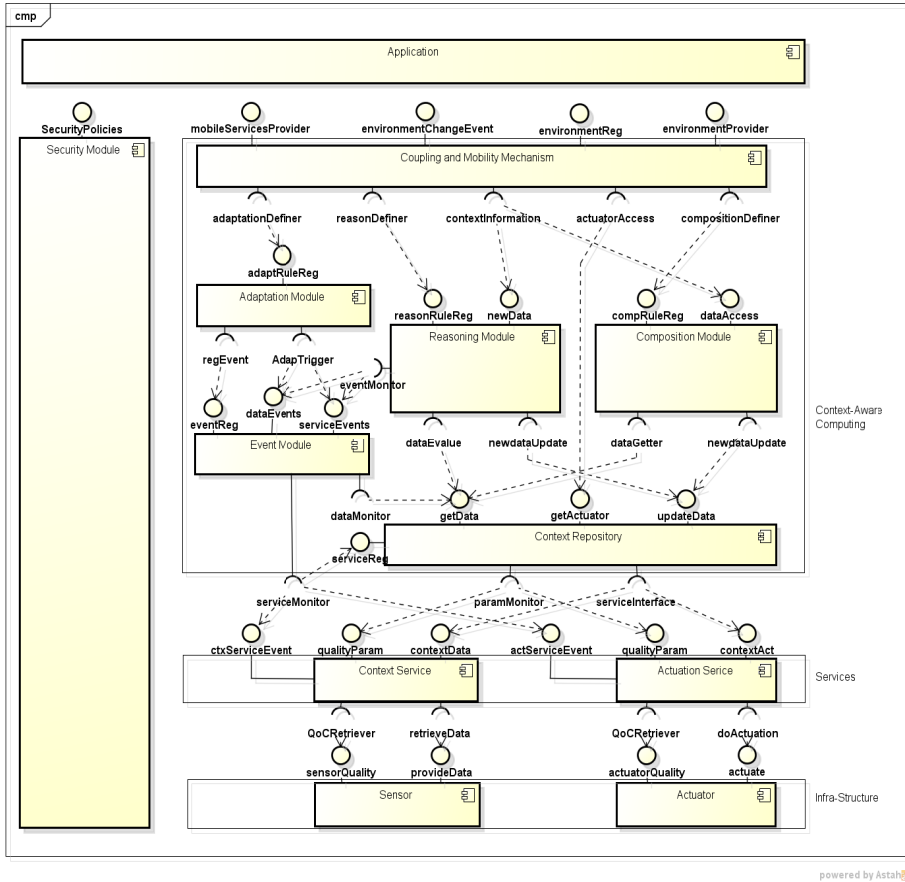 cmp
Application
SecurityPolicies
mobileServicesProvider
environmentChangeEvent
environmentReg
environmentProvider
Security Module
Coupling and Mobility Mechanism
adaptationDefiner
reasonDefiner
contextInformation
actuatorAccess
compositionDefiner
adaptRuleReg
Adaptation Module
reasonRuleReg
newData
compRuleReg
dataAccess
Reasoning Module
Composition Module
regEvent
AdapTrigger
eventMonitor
eventReg
dataEvents
serviceEvents
Context-Aware
Computing
Event Module
dataEvalue
newdataUpdate
dataGetter
newdataUpdate
dataMonitor
getData
getActuator
updateData
Context Repository
serviceReg
serviceMonitor
paramMonitor
serviceInterface
ctxServiceEvent
qualityParam
contextData
actServiceEvent
qualityParam
contextAct
Context Service
Actuation Serice
Services
QoCRetriever
retrieveData
QoCRetriever
doActuation
sensorQuality
provideData
actuatorQuality
actuate
Sensor
Actuator
Infra-Structure
powered by Astah